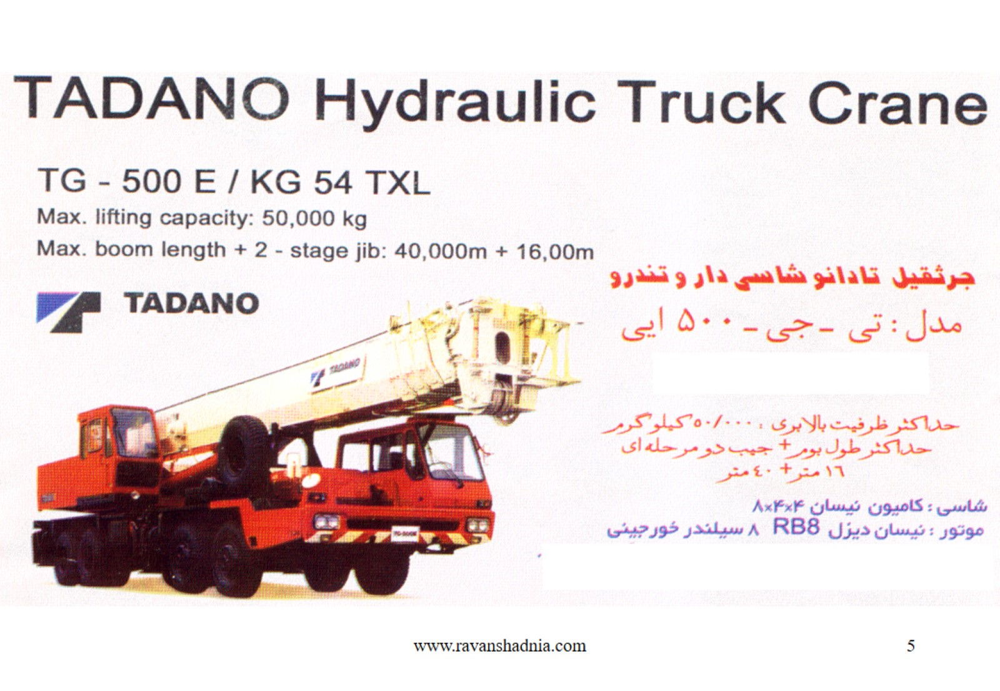 TADANO Hydraulic Truck Crane
TG - 500 E / KG 54 TXL
Max. lifting capacity: 50,000 kg
Max. boom length + 2 - stage jib: 40,000m + 16,00m
TADANO
جرثقیل تادانو شاسی دار و تندرو
مدل : تی - جی - ۵۰۰ ایی
TADANO
حداکثر ظرفیت بالابری : ۵۰/۰۰۰ کیلوگرم
حداکثر طول بوم + جیب دو مرحله ای
۱۶ متر + ۴۰ متر
شاسی : کامیون نیسان ۸×۴×۴
موتور : نیسان دیزل RB8 ۸ سیلندر خورجینی
TG-500E
www.ravanshadnia.com
5